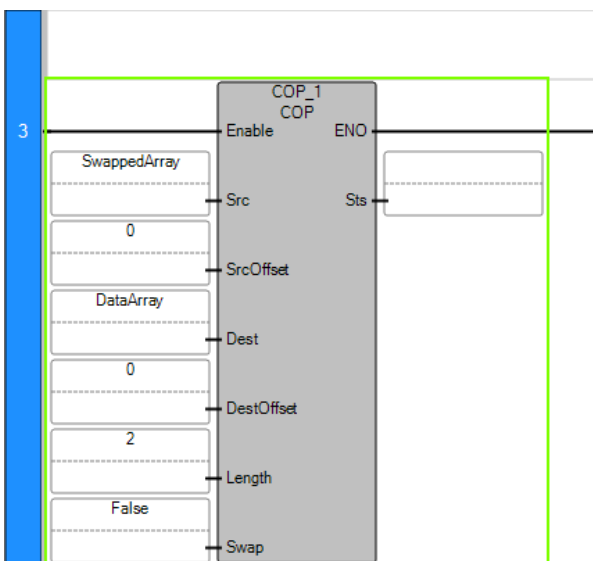 COP_1
COP
3
Enable ENO
SwappedArray
Src Sts
0
SrcOffset
DataArray
Dest
0
DestOffset
2
Length
False
Swap